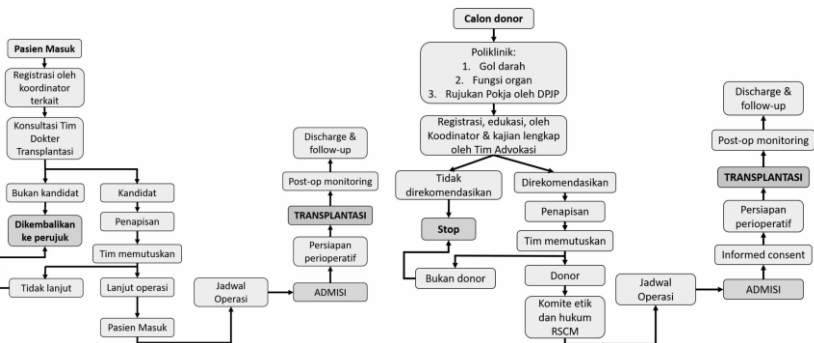 Pasien Masuk
Registrasi oleh
koordinator
terkait
Konsultasi Tim
Dokter
Transplantasi
Bukan kandidat
Kandidat
Dikembalikan
ke perujuk
Penapisan
Tim memutuskan
Tidak lanjut
Lanjut operasi
Pasien Masuk
Jadwal
Operasi
ADMISI
Persiapan
perioperatif
TRANSPLANTASI
Post-op monitoring
Discharge &
follow-up
Calon donor
Poliklinik:
1. Gol darah
2. Fungsi organ
3. Rujukan Pokja oleh DPJP
Registrasi, edukasi, oleh
Koodinator & kajian lengkap
oleh Tim Advokasi
Tidak
direkomendasikan
Direkomendasikan
Stop
Penapisan
Tim memutuskan
Bukan donor
Donor
Komite etik
dan hukum
RSCM
Jadwal
Operasi
ADMISI
Informed consent
Persiapan
perioperatif
TRANSPLANTASI
Post-op monitoring
Discharge &
follow-up